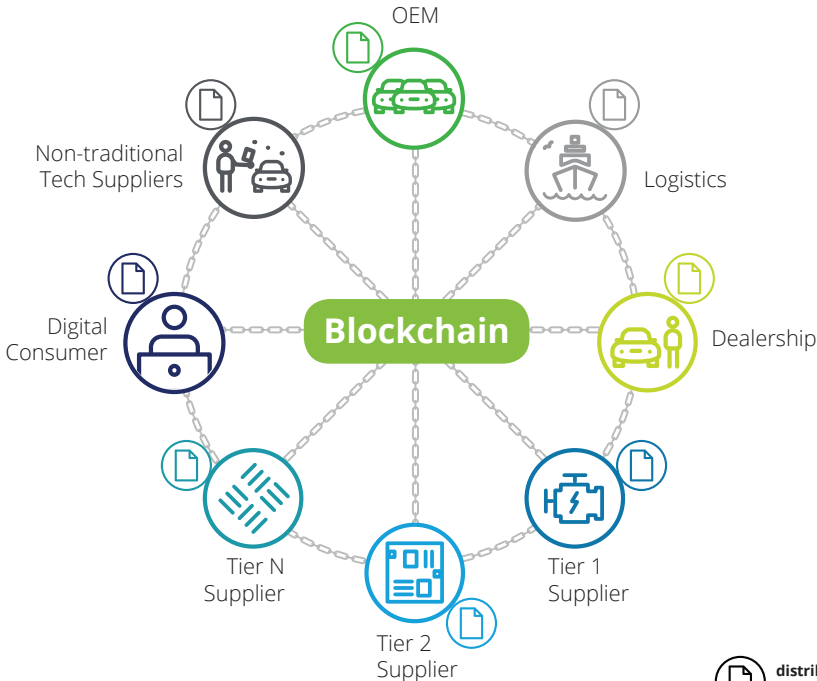 OEM
Non-traditional
Tech Suppliers
Logistics
Digital
Consumer
Blockchain
Dealership
Tier N
Supplier
Tier 1
Supplier
Tier 2
Supplier